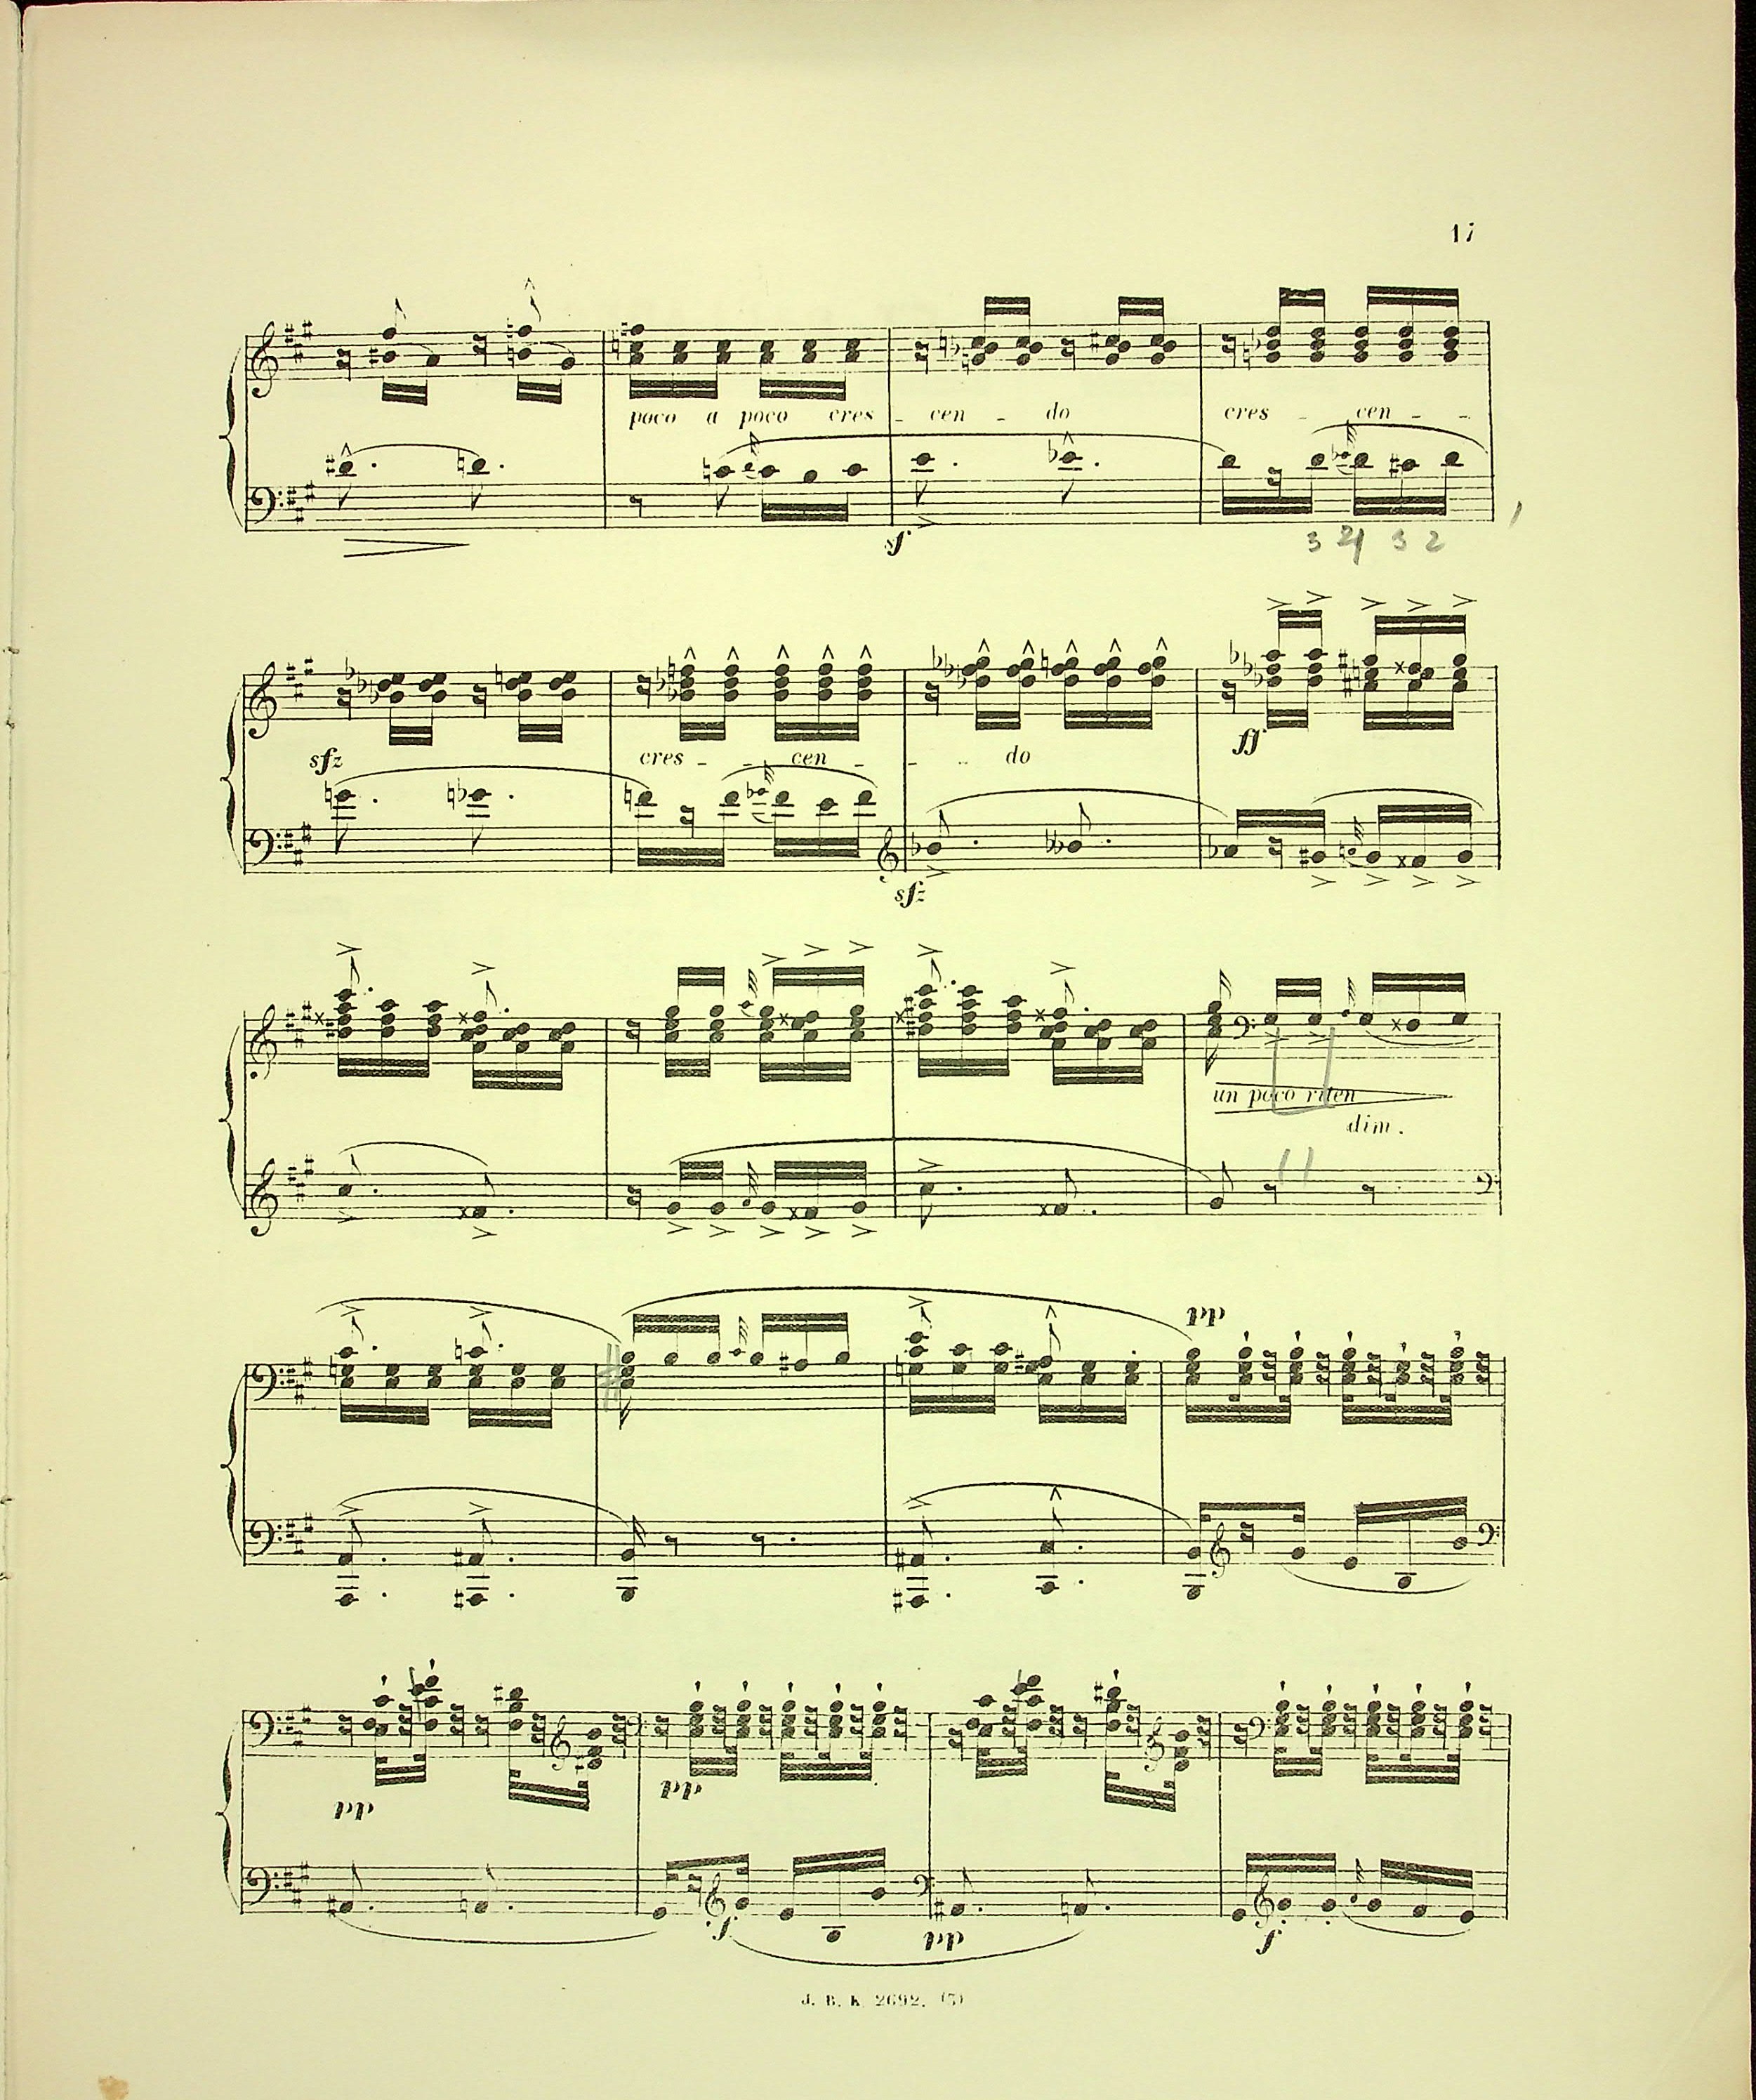 17
poco a poco cres - cen - do cres - cen - -
sf
3 21 3 2
ff
sfz cres - - cen - - - do
sfz
un poco riten
dim.
pp
pp pp
f pp f
J. B. K. 2692. (5)